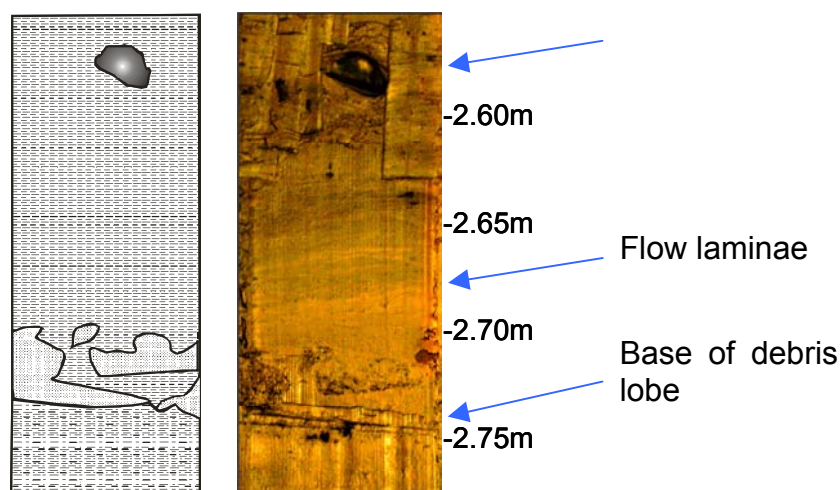 -2.60m
-2.65m
Flow laminae
-2.70m
Base of debris
lobe
-2.75m